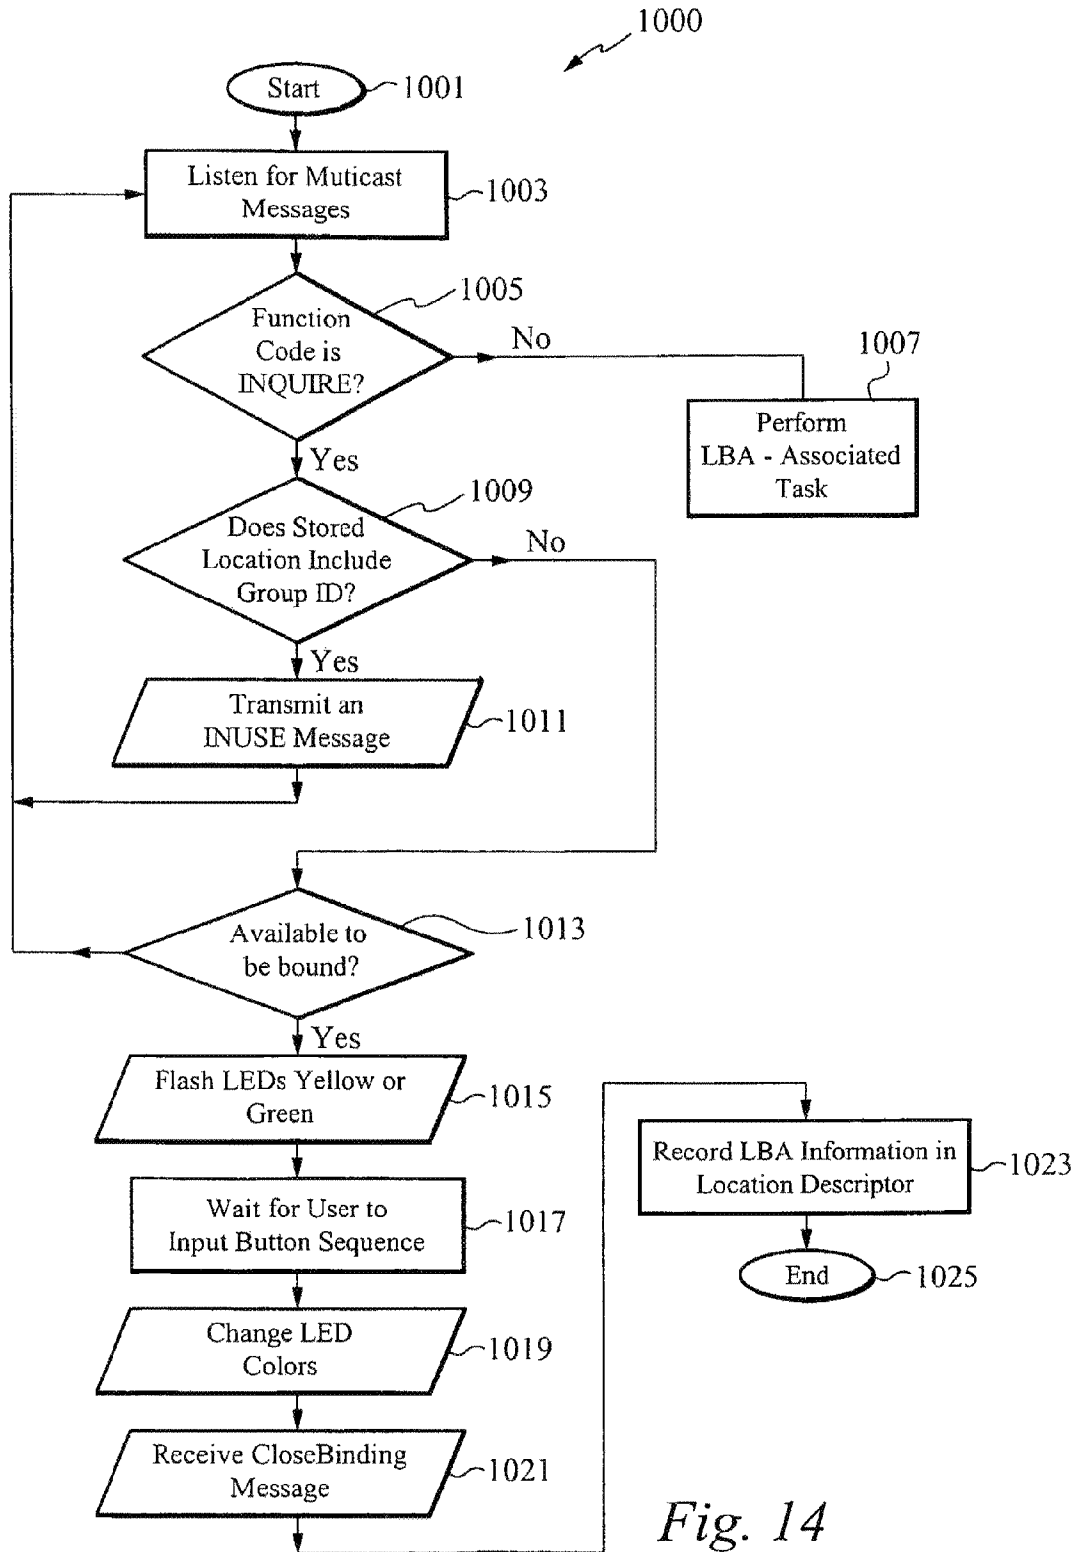 1000
Start
1001
Listen for Muticast
Messages
1003
Function
Code is
INQUIRE?
1005
No
1007
Perform
LBA - Associated
Task
Yes
Does Stored
Location Include
Group ID?
1009
No
Yes
Transmit an
INUSE Message
1011
Available to
be bound?
1013
Yes
Flash LEDs Yellow or
Green
1015
Wait for User to
Input Button Sequence
1017
Change LED
Colors
1019
Receive CloseBinding
Message
1021
Record LBA Information in
Location Descriptor
1023
End
1025
Fig. 14